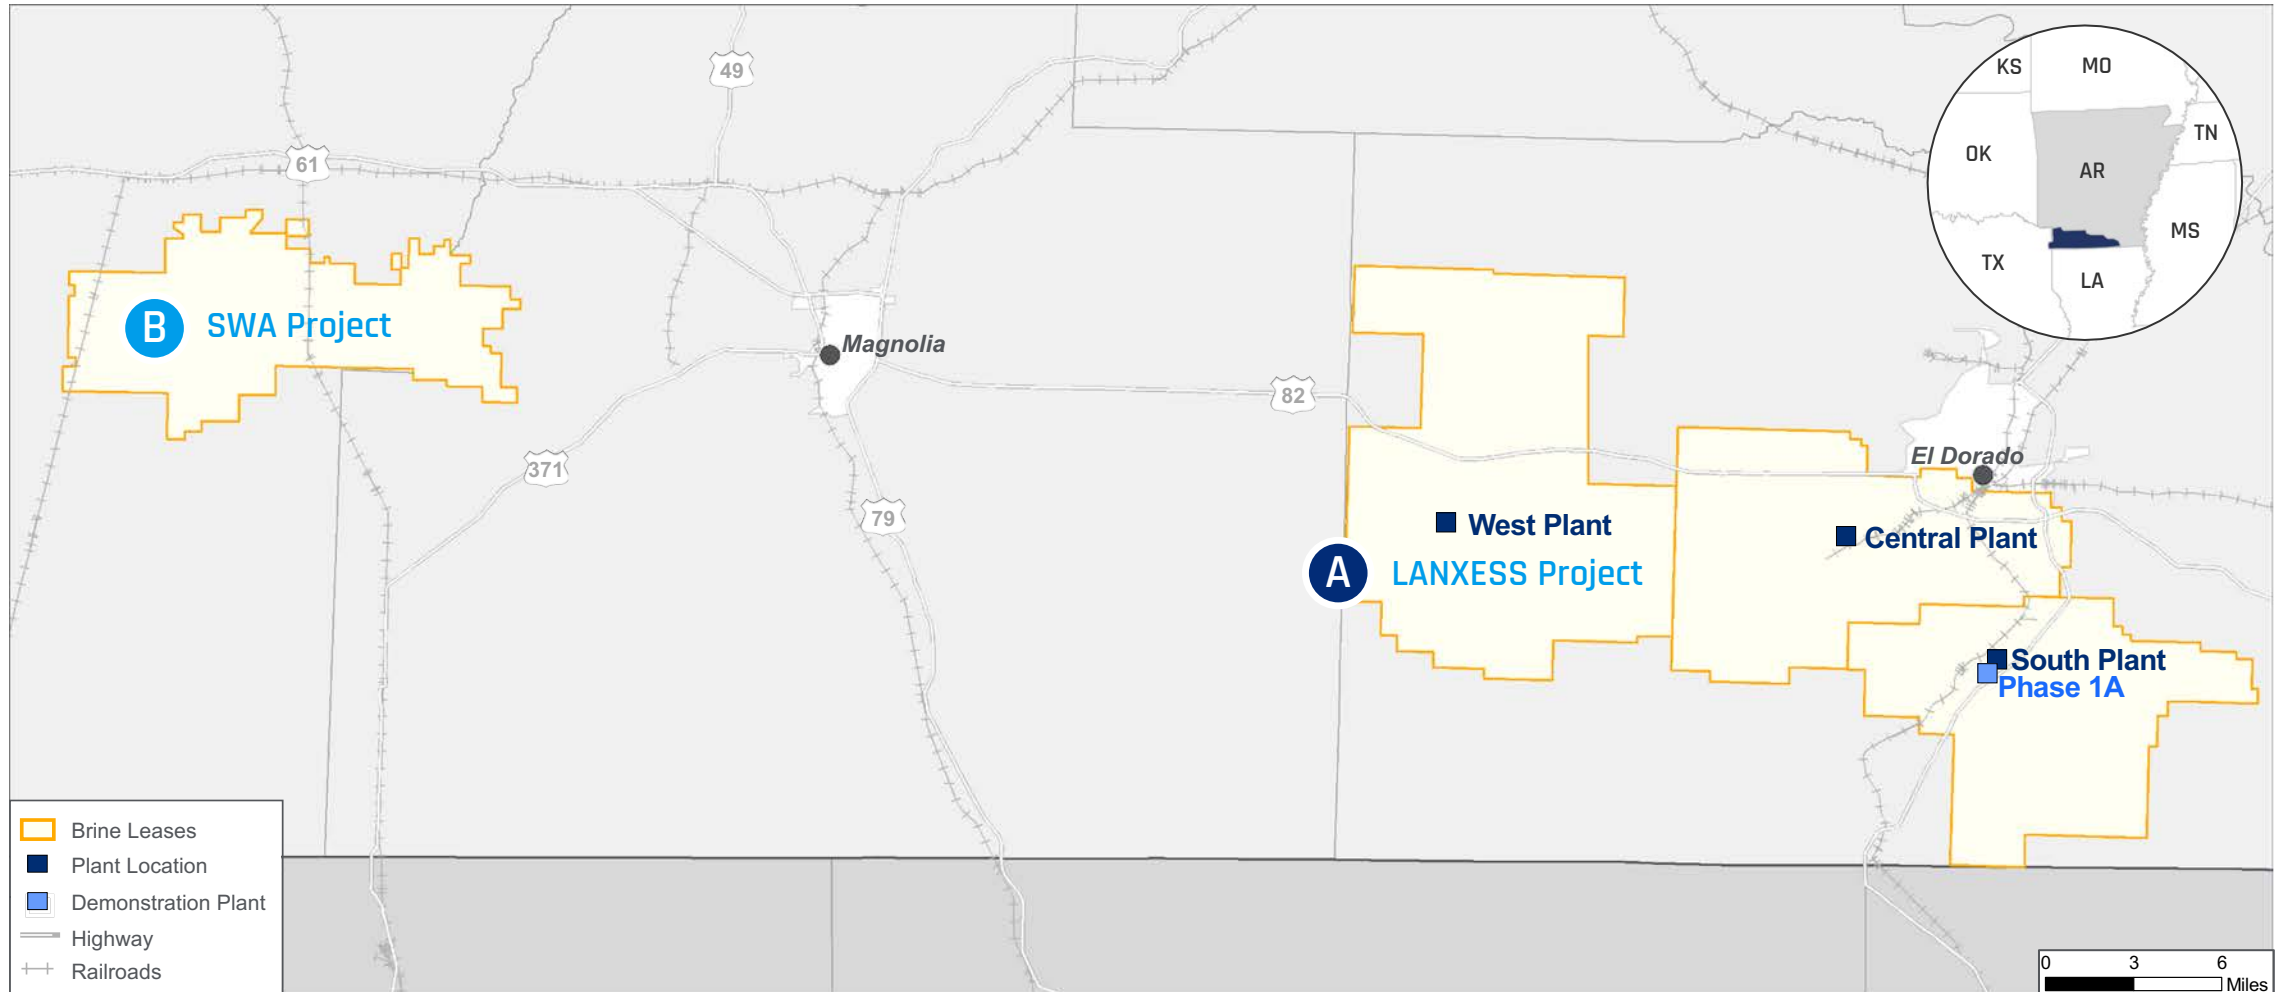 49
61
KS
MO
OK
AR
TN
TX
LA
MS
B SWA Project
Magnolia
82
371
79
El Dorado
West Plant
Central Plant
A LANXESS Project
South Plant
Phase 1A
Brine Leases
Plant Location
Demonstration Plant
Highway
Railroads
0 3 6
Miles